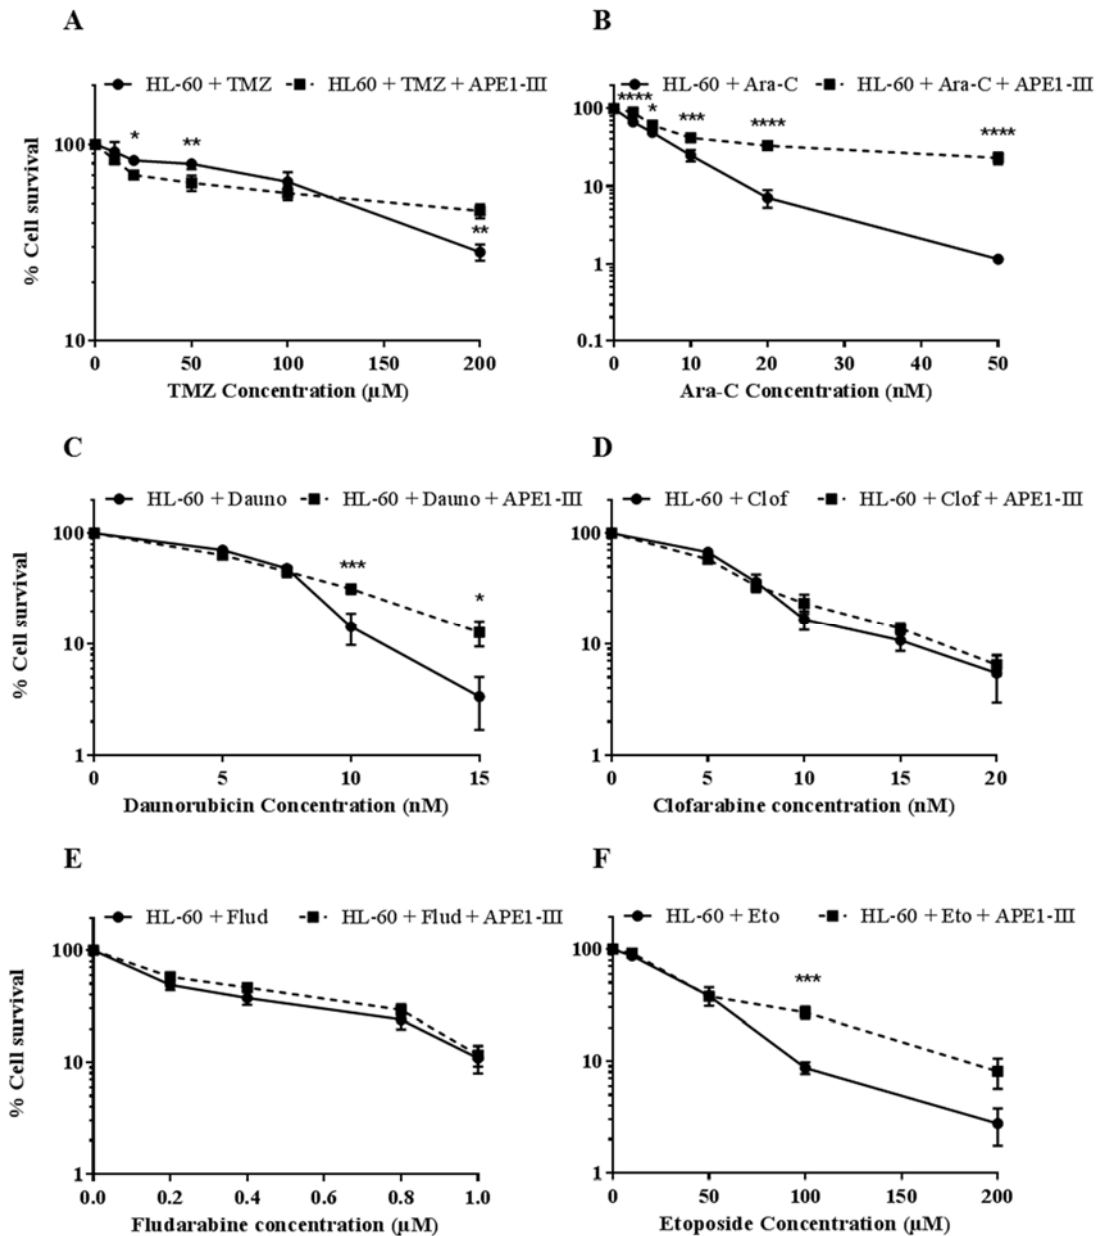 A
HL-60 + TMZ HL60 + TMZ + APE1-III
% Cell survival
100
10
* ** **
0 50 100 150 200
TMZ Concentration (µM)
B
HL-60 + Ara-C HL-60 + Ara-C + APE1-III
100
10
1
0.1
**** * *** **** ****
0 10 20 30 40 50
Ara-C Concentration (nM)
C
HL-60 + Dauno HL-60 + Dauno + APE1-III
% Cell survival
100
10
1
*** *
0 5 10 15
Daunorubicin Concentration (nM)
D
HL-60 + Clof HL-60 + Clof + APE1-III
100
10
1
0 5 10 15 20
Clofarabine concentration (nM)
E
HL-60 + Flud HL-60 + Flud + APE1-III
% Cell survival
100
10
1
0.0 0.2 0.4 0.6 0.8 1.0
Fludarabine concentration (µM)
F
HL-60 + Eto HL-60 + Eto + APE1-III
100
10
1
***
0 50 100 150 200
Etoposide Concentration (µM)